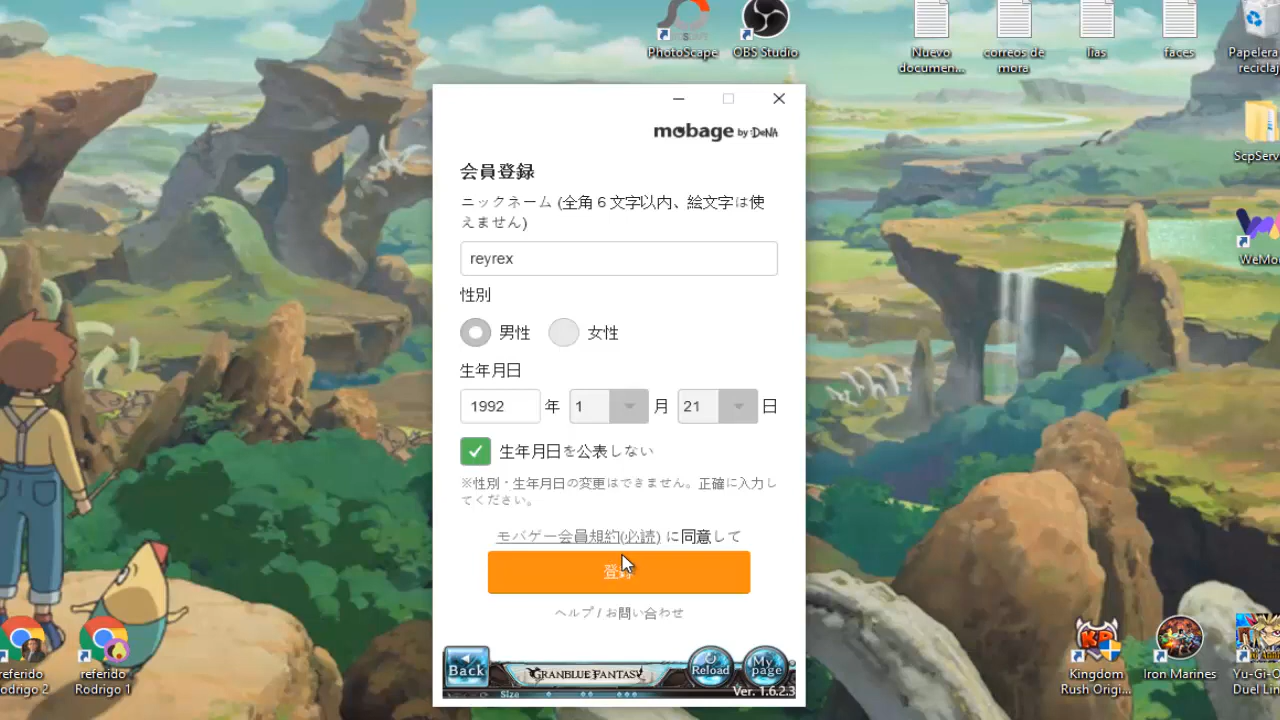 PhotoScape
OBS Studio
Nuevo
documen...
correos de
mora
lias
faces
Papelera
reciclaj
mobage by DeNA
会員登録
ニックネーム (全角 6 文字以内、絵文字は使
えません)
reyrex
性別
男性
女性
生年月日
1992 年 1 月 21 日
生年月日を公表しない
※性別・生年月日の変更はできません。正確に入力し
てください。
モバゲー会員規約(必読) に同意して
登録
ヘルプ / お問い合わせ
Back
GRANBLUE FANTASY
Reload
My
page
Size
Ver. 1.6.2.3
ScpServ
WeMo
referido
odrigo 2
referido
Rodrigo 1
Kingdom
Rush Origi...
Iron Marines
Yu-Gi-O
Duel Lin